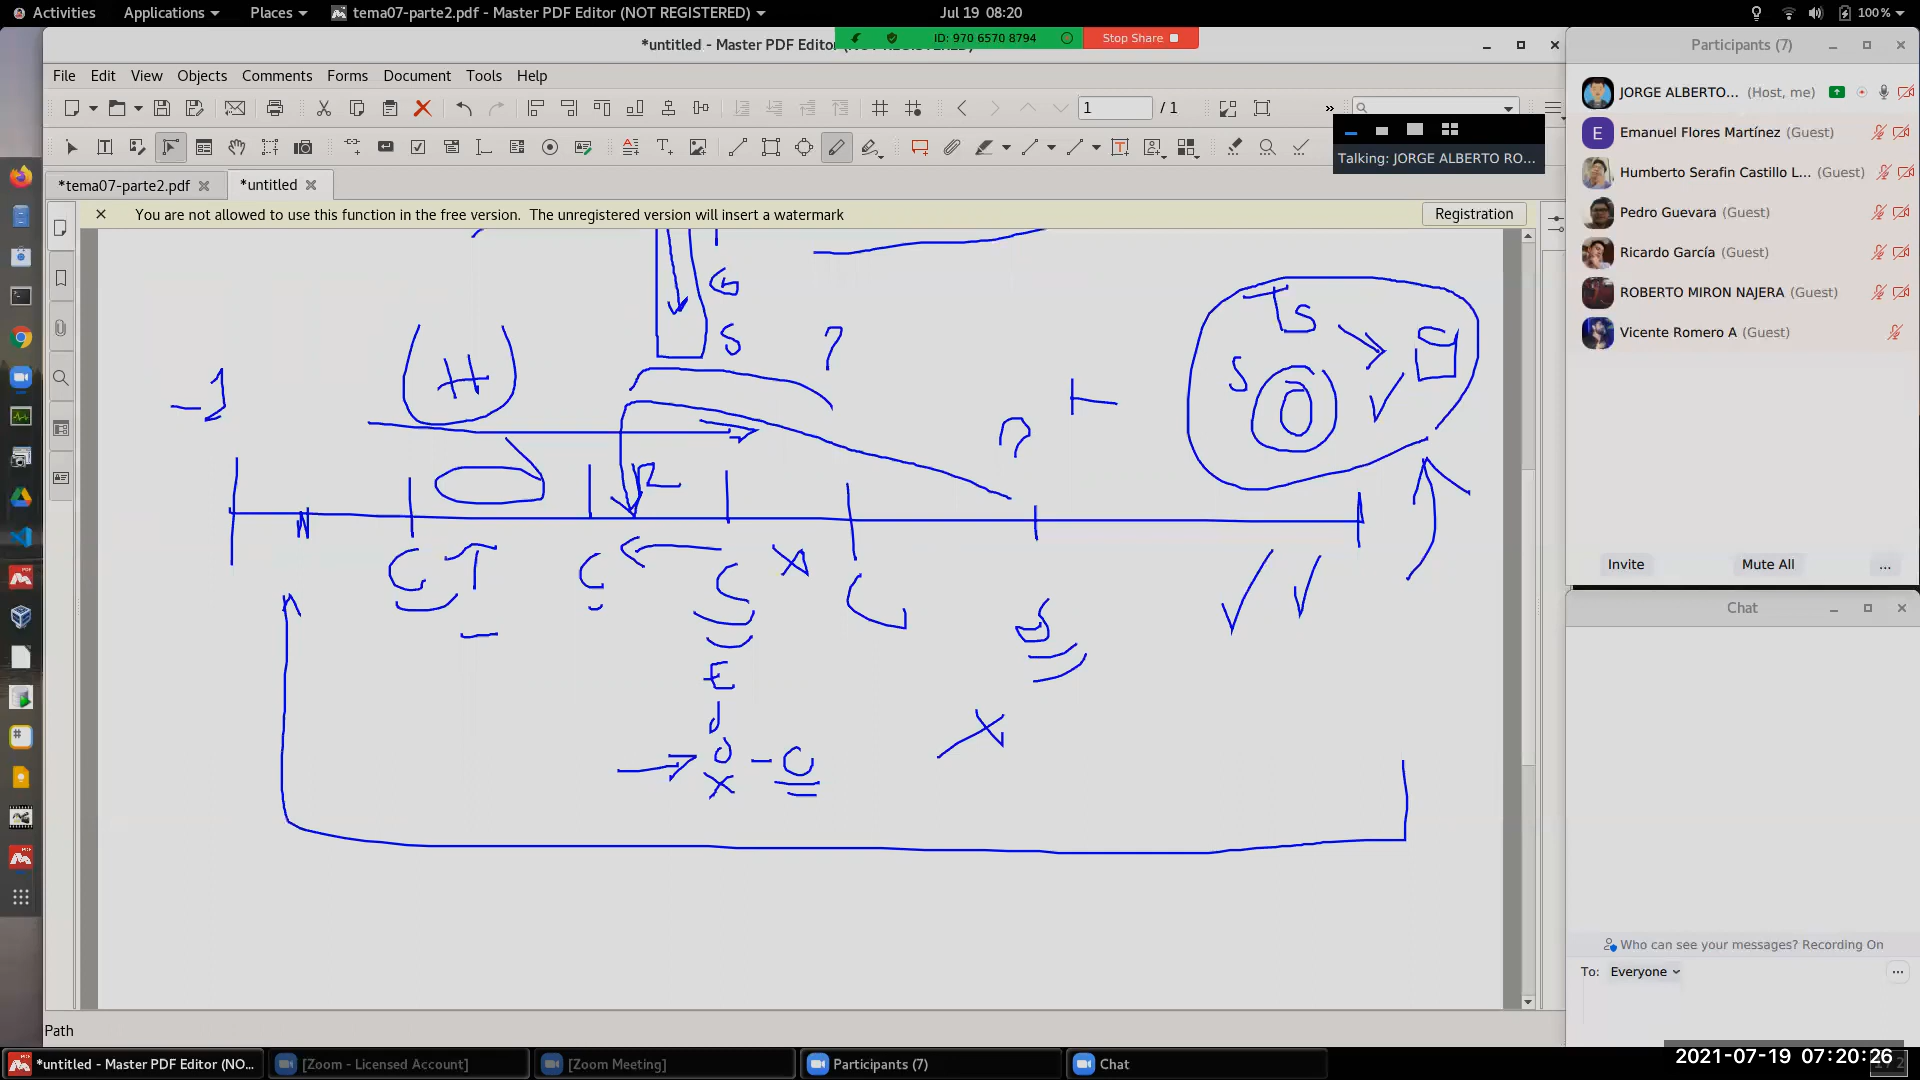 Activities Applications Places tema07-parte2.pdf - Master PDF Editor (NOT REGISTERED) Jul 19 08:20 100%
*untitled - Master PDF Editor (NOT REGISTERED)
ID: 970 6570 8794 Stop Share
File Edit View Objects Comments Forms Document Tools Help
1 / 1
Talking: JORGE ALBERTO RO...
*tema07-parte2.pdf *untitled
You are not allowed to use this function in the free version. The unregistered version will insert a watermark
Registration
G
S ?
H
TS
S O
-1
R
N
C T C C
E
J
O - C
X
S
Path
Participants (7)
JORGE ALBERTO... (Host, me)
E Emanuel Flores Martínez (Guest)
Humberto Serafin Castillo L... (Guest)
Pedro Guevara (Guest)
Ricardo García (Guest)
ROBERTO MIRON NAJERA (Guest)
Vicente Romero A (Guest)
Invite Mute All ...
Chat
Who can see your messages? Recording On
To: Everyone
*untitled - Master PDF Editor (NO... [Zoom - Licensed Account] [Zoom Meeting] Participants (7) Chat
2021-07-19 07:20:26